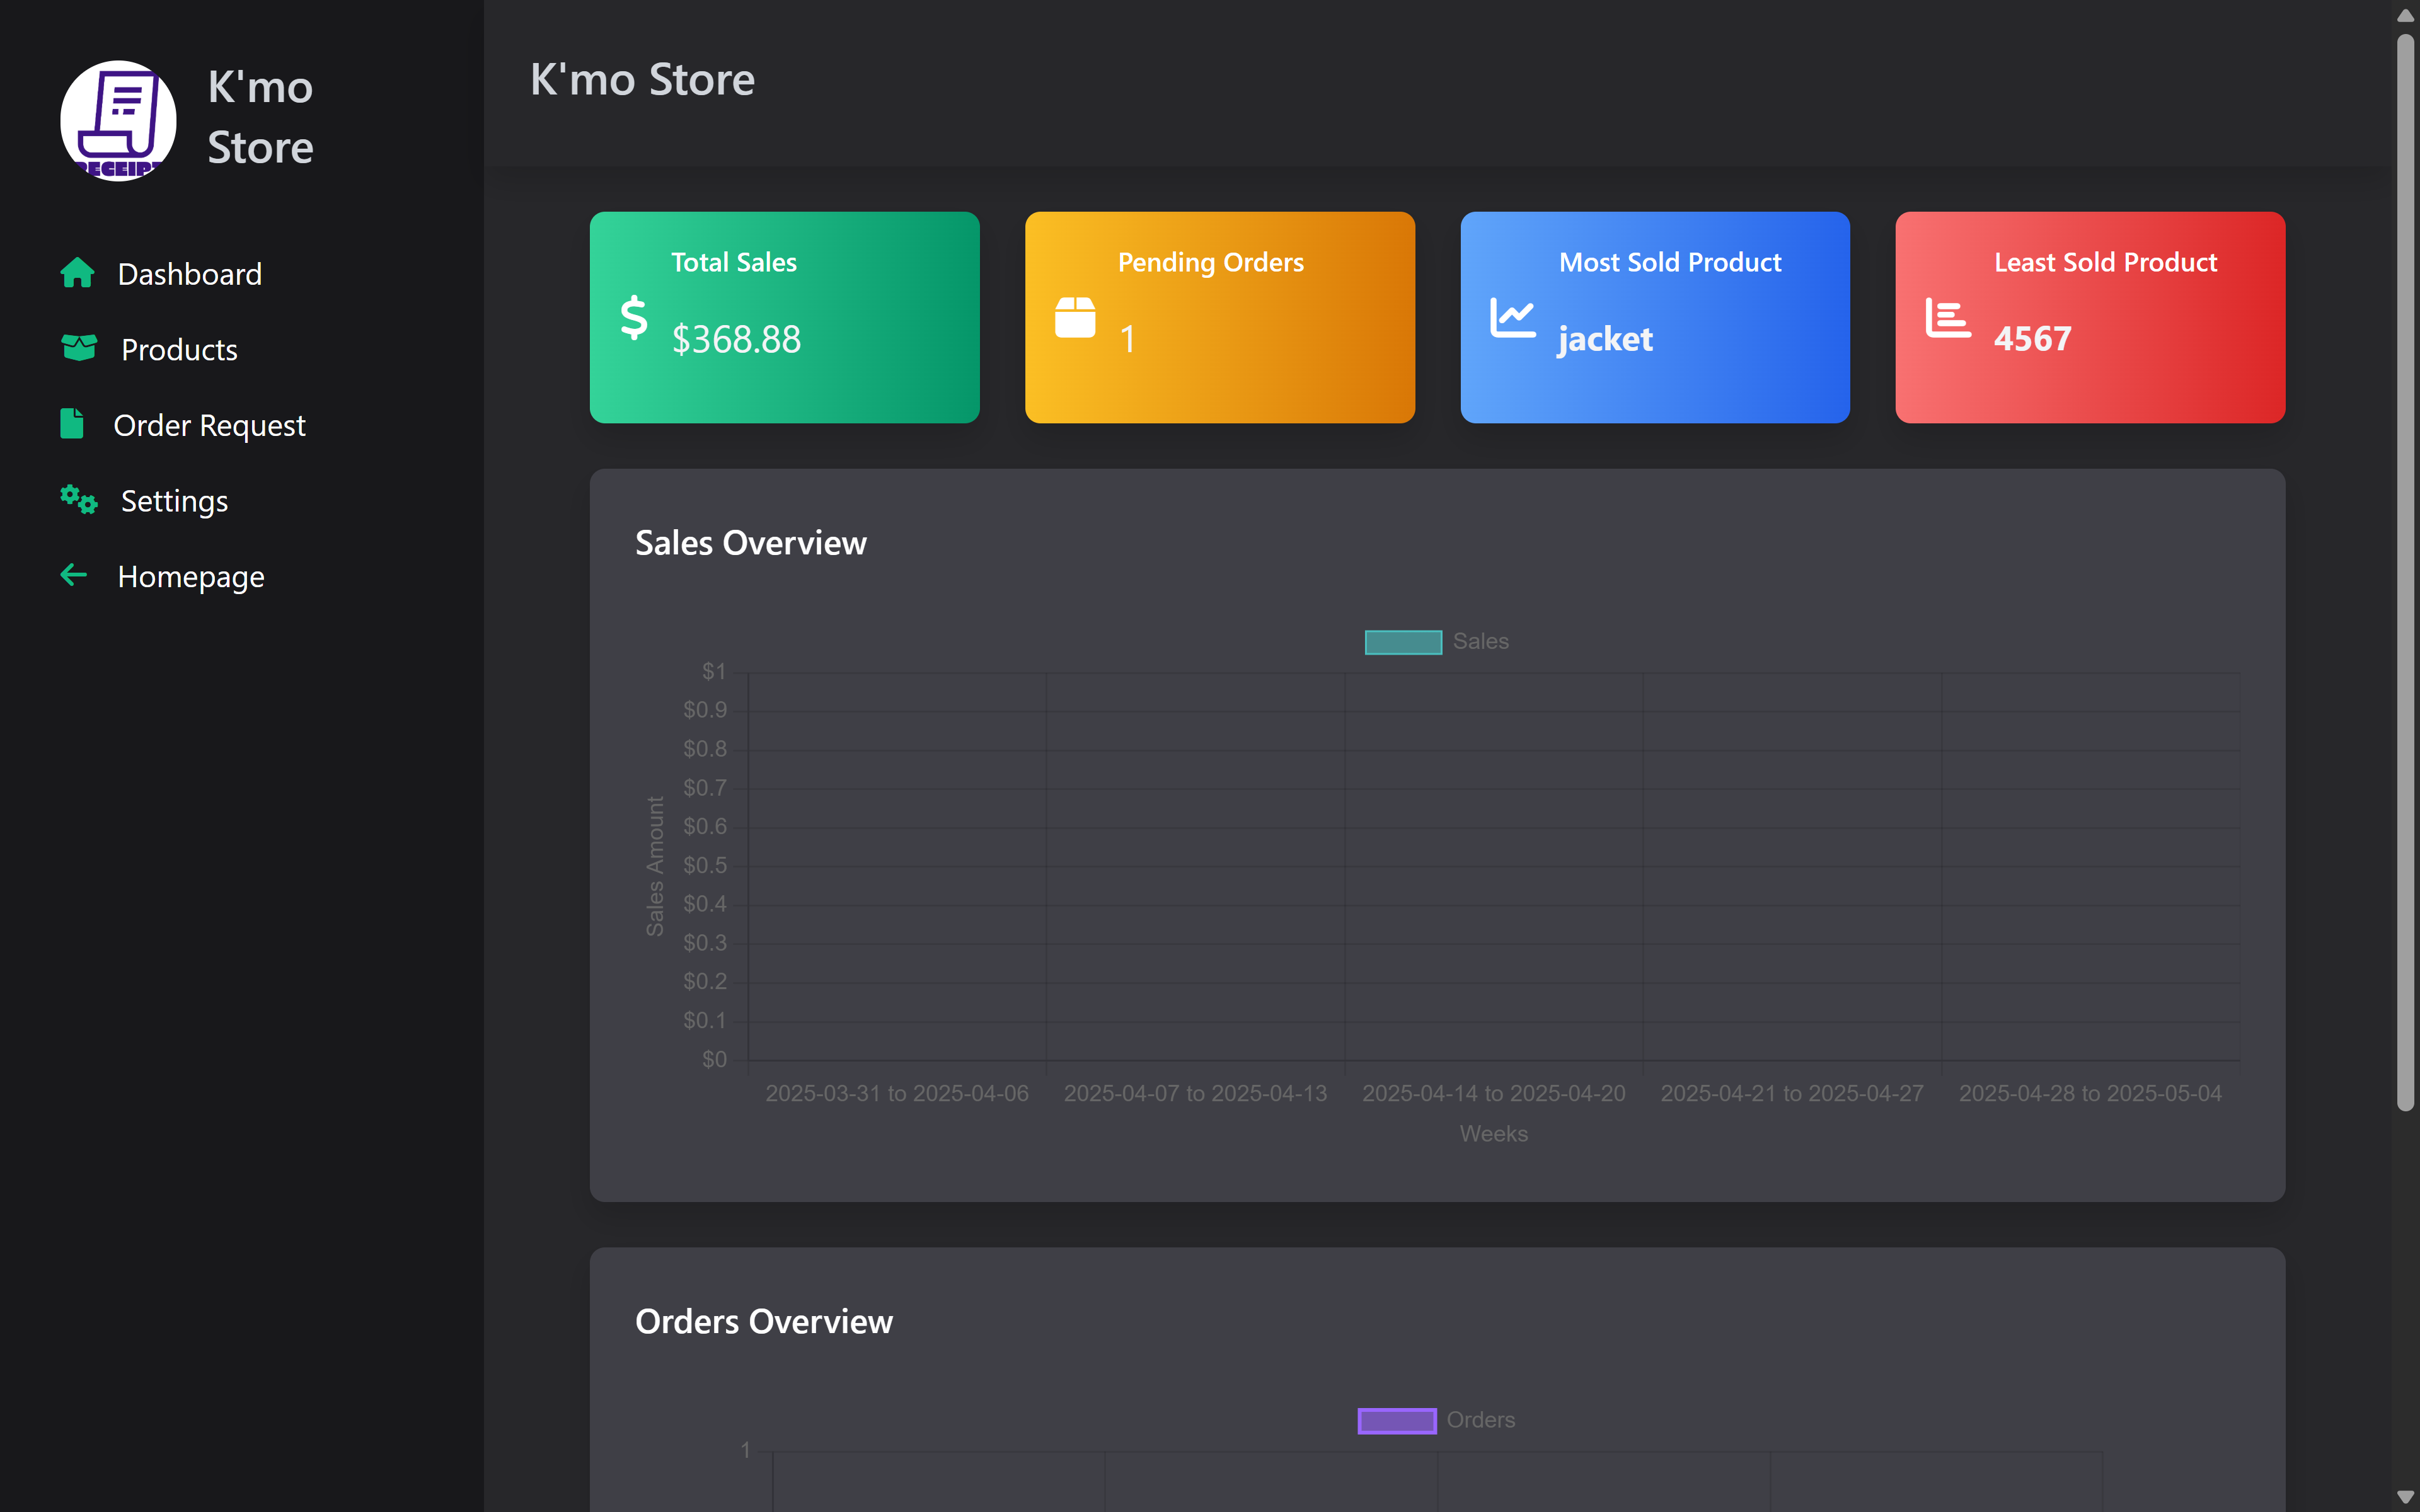 K'mo
Store
RECEIPT
Dashboard
Products
Order Request
Settings
Homepage
K'mo Store
Total Sales
$368.88
Pending Orders
1
Most Sold Product
jacket
Least Sold Product
4567
Sales Overview
Sales
$1
$0.9
$0.8
$0.7
$0.6
$0.5
$0.4
$0.3
$0.2
$0.1
$0
Sales Amount
2025-03-31 to 2025-04-06
2025-04-07 to 2025-04-13
2025-04-14 to 2025-04-20
2025-04-21 to 2025-04-27
2025-04-28 to 2025-05-04
Weeks
Orders Overview
Orders
1